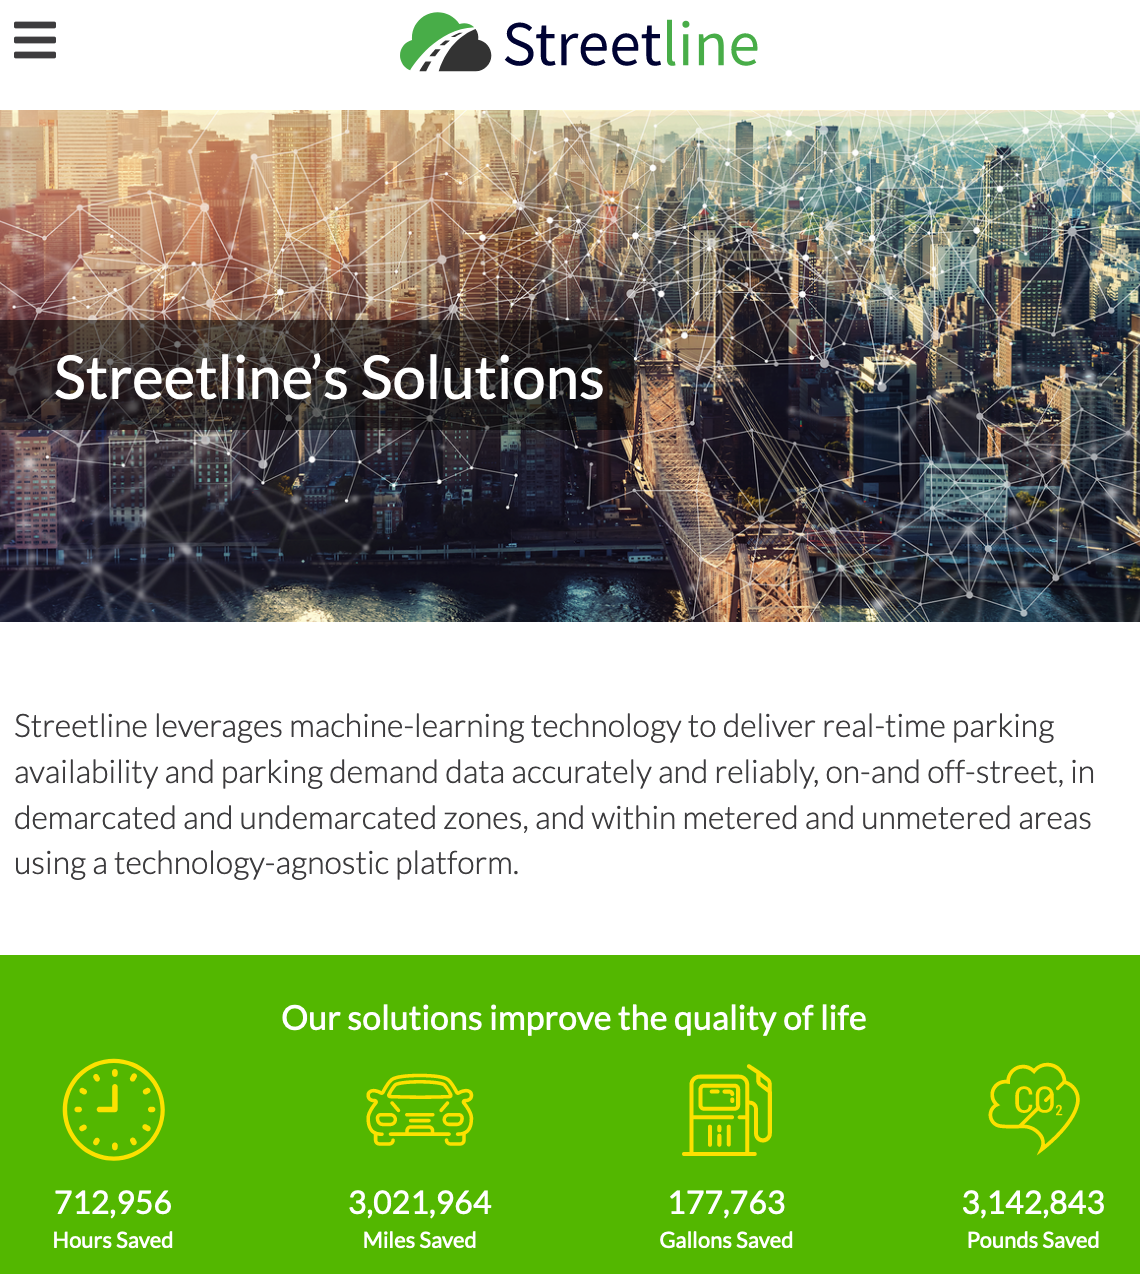 Streetline
Streetline’s Solutions
Streetline leverages machine-learning technology to deliver real-time parking
availability and parking demand data accurately and reliably, on-and off-street, in
demarcated and undemarcated zones, and within metered and unmetered areas
using a technology-agnostic platform.
Our solutions improve the quality of life
CO2
712,956
Hours Saved
3,021,964
Miles Saved
177,763
Gallons Saved
3,142,843
Pounds Saved